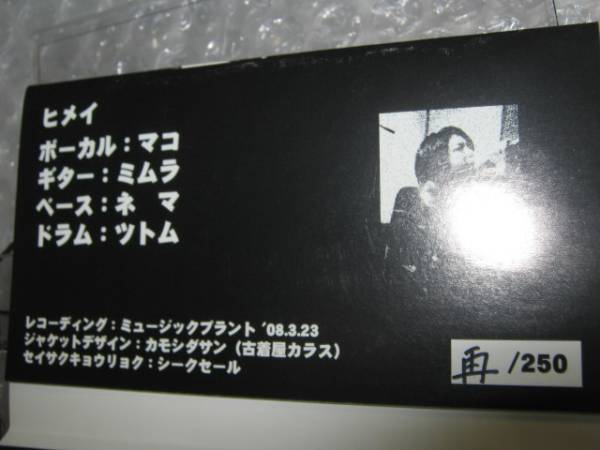 ヒメイ
ボーカル：マコ
ギター：ミムラ
ベース：ネ　マ
ドラム：ツトム
レコーディング：ミュージックプラント '08.3.23
ジャケットデザイン：カモシダサン（古着屋カラス）
セイサクキョウリョク：シークセール
再/250